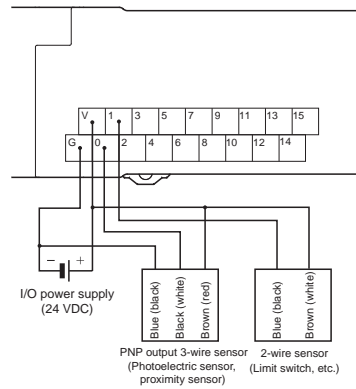 V 1 3 5 7 9 11 13 15
G 0 2 4 6 8 10 12 14
− +
I/O power supply
(24 VDC)
Blue (black)
Black (white)
Brown (red)
Blue (black)
Brown (white)
PNP output 3-wire sensor
(Photoelectric sensor,
proximity sensor)
2-wire sensor
(Limit switch, etc.)